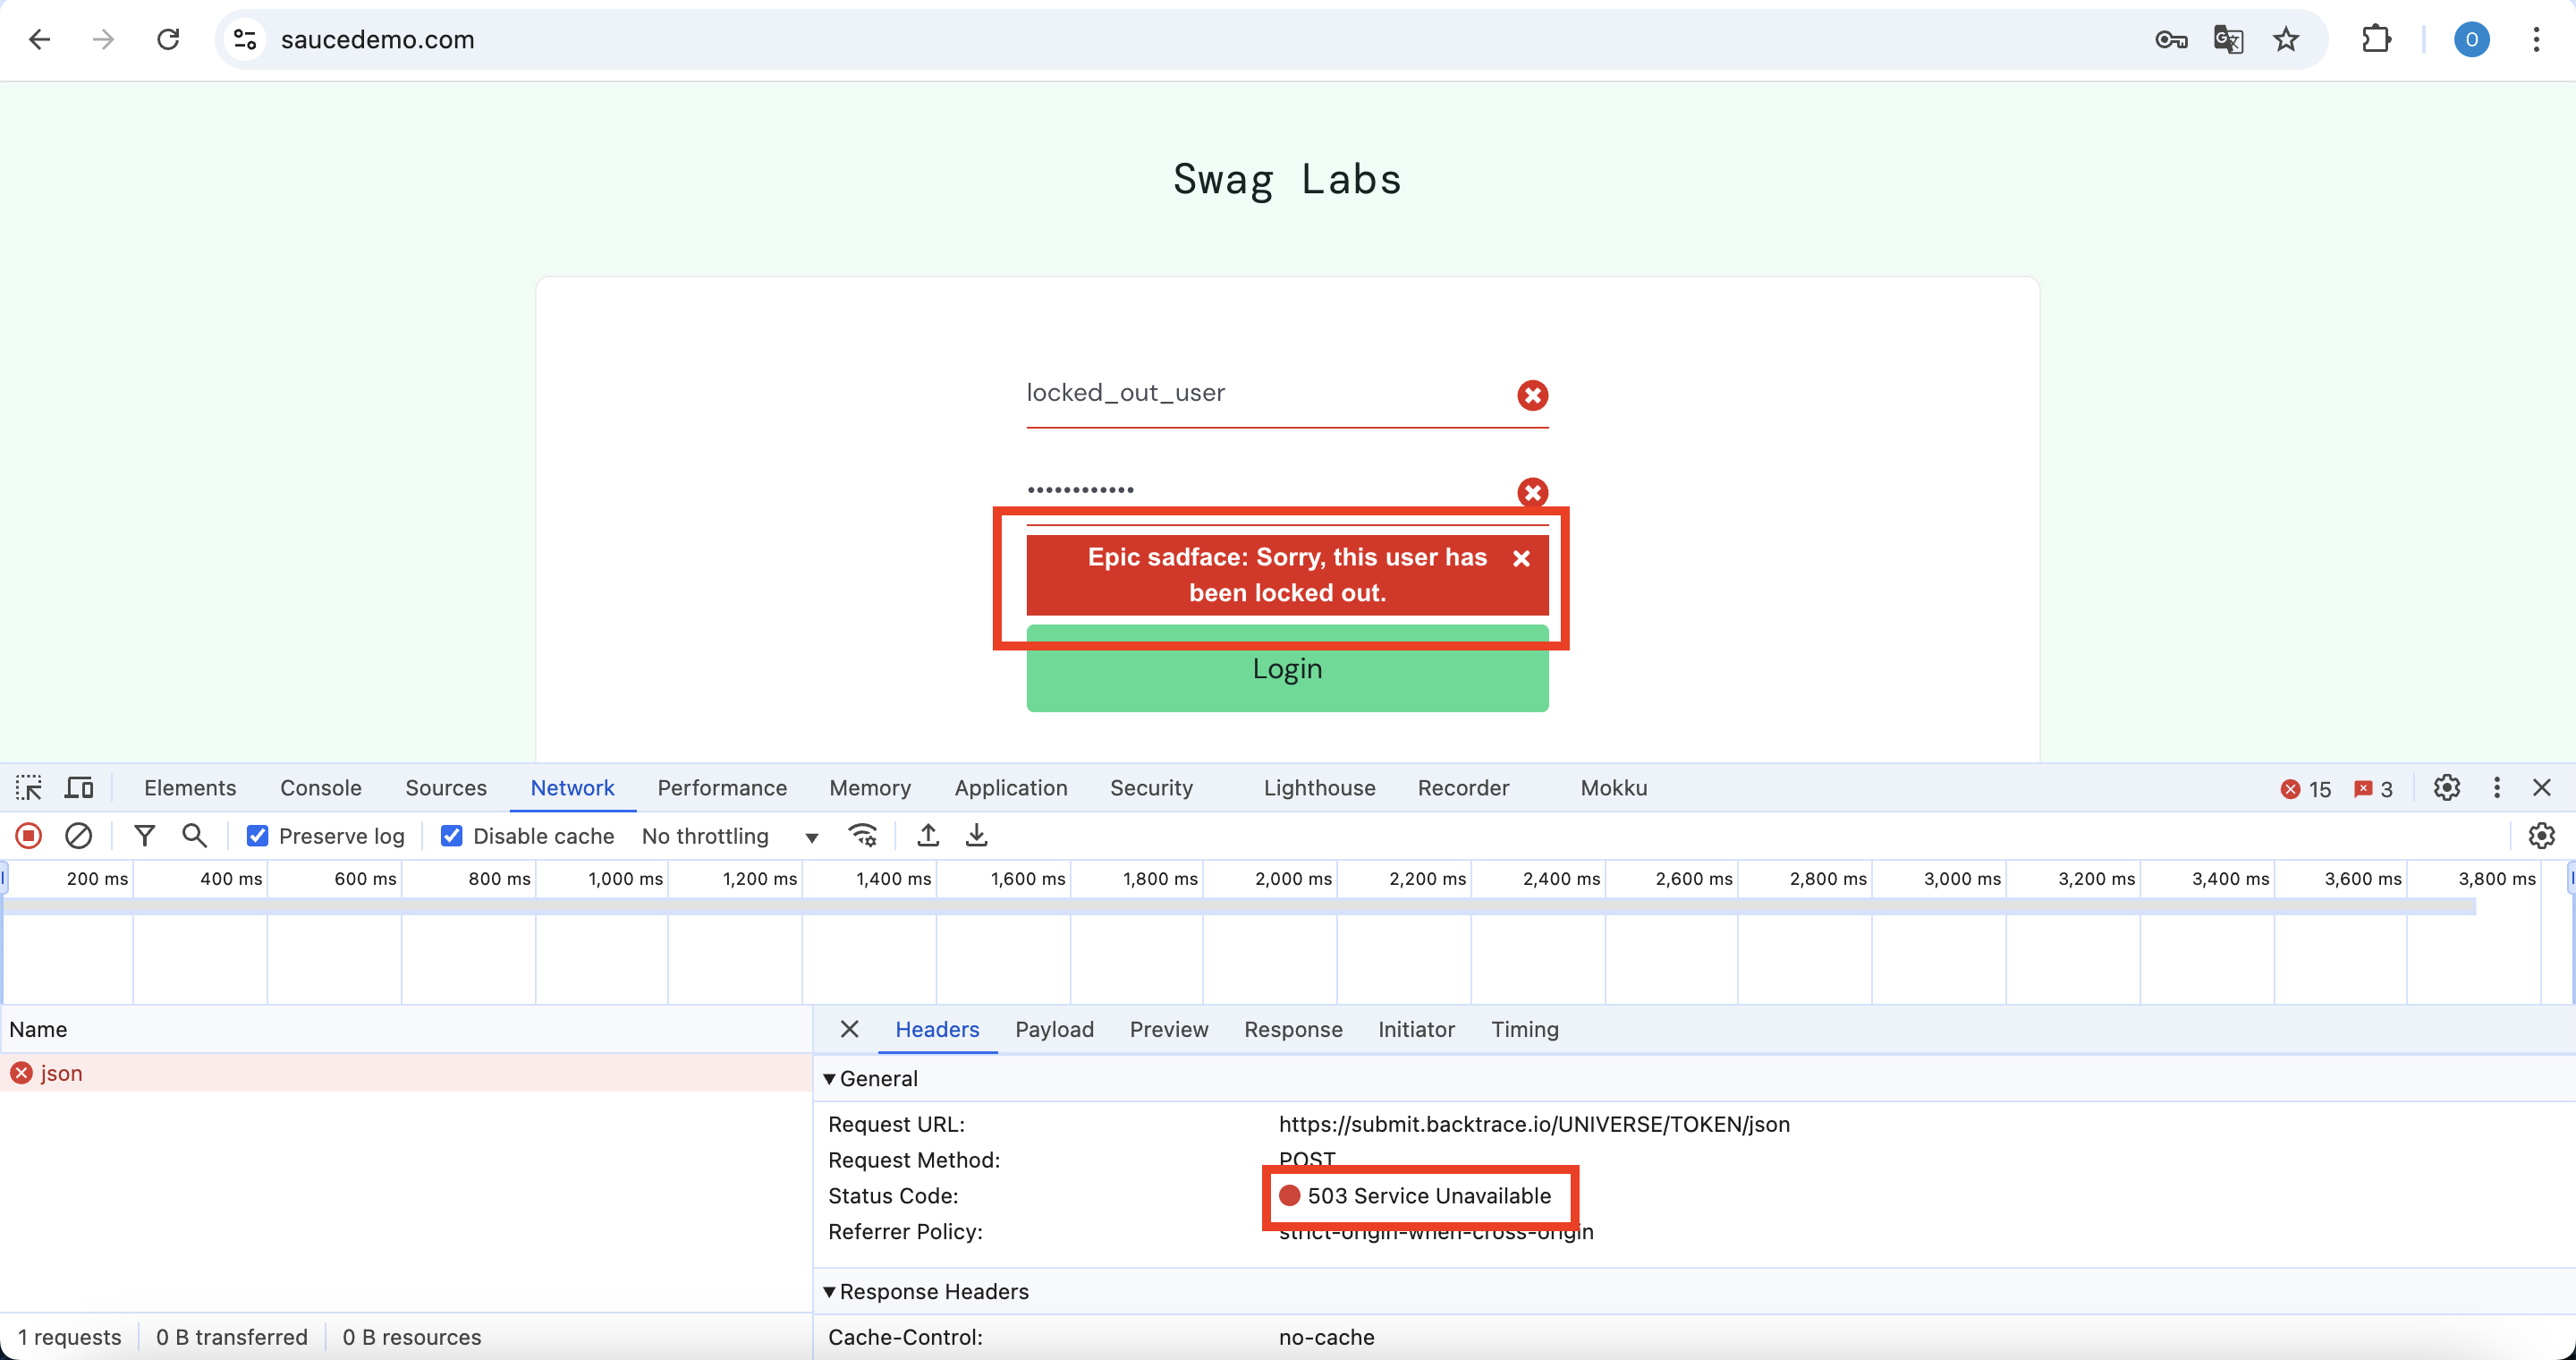 saucedemo.com
O
Swag Labs
locked_out_user
••••••••••••
Epic sadface: Sorry, this user has
been locked out.
Login
Elements Console Sources Network Performance Memory Application Security Lighthouse Recorder Mokku 15 3
Preserve log Disable cache No throttling
200 ms 400 ms 600 ms 800 ms 1,000 ms 1,200 ms 1,400 ms 1,600 ms 1,800 ms 2,000 ms 2,200 ms 2,400 ms 2,600 ms 2,800 ms 3,000 ms 3,200 ms 3,400 ms 3,600 ms 3,800 ms
Name
json
Headers Payload Preview Response Initiator Timing
General
Request URL: https://submit.backtrace.io/UNIVERSE/TOKEN/json
Request Method: POST
Status Code: 503 Service Unavailable
Referrer Policy: strict-origin-when-cross-origin
Response Headers
Cache-Control: no-cache
1 requests 0 B transferred 0 B resources